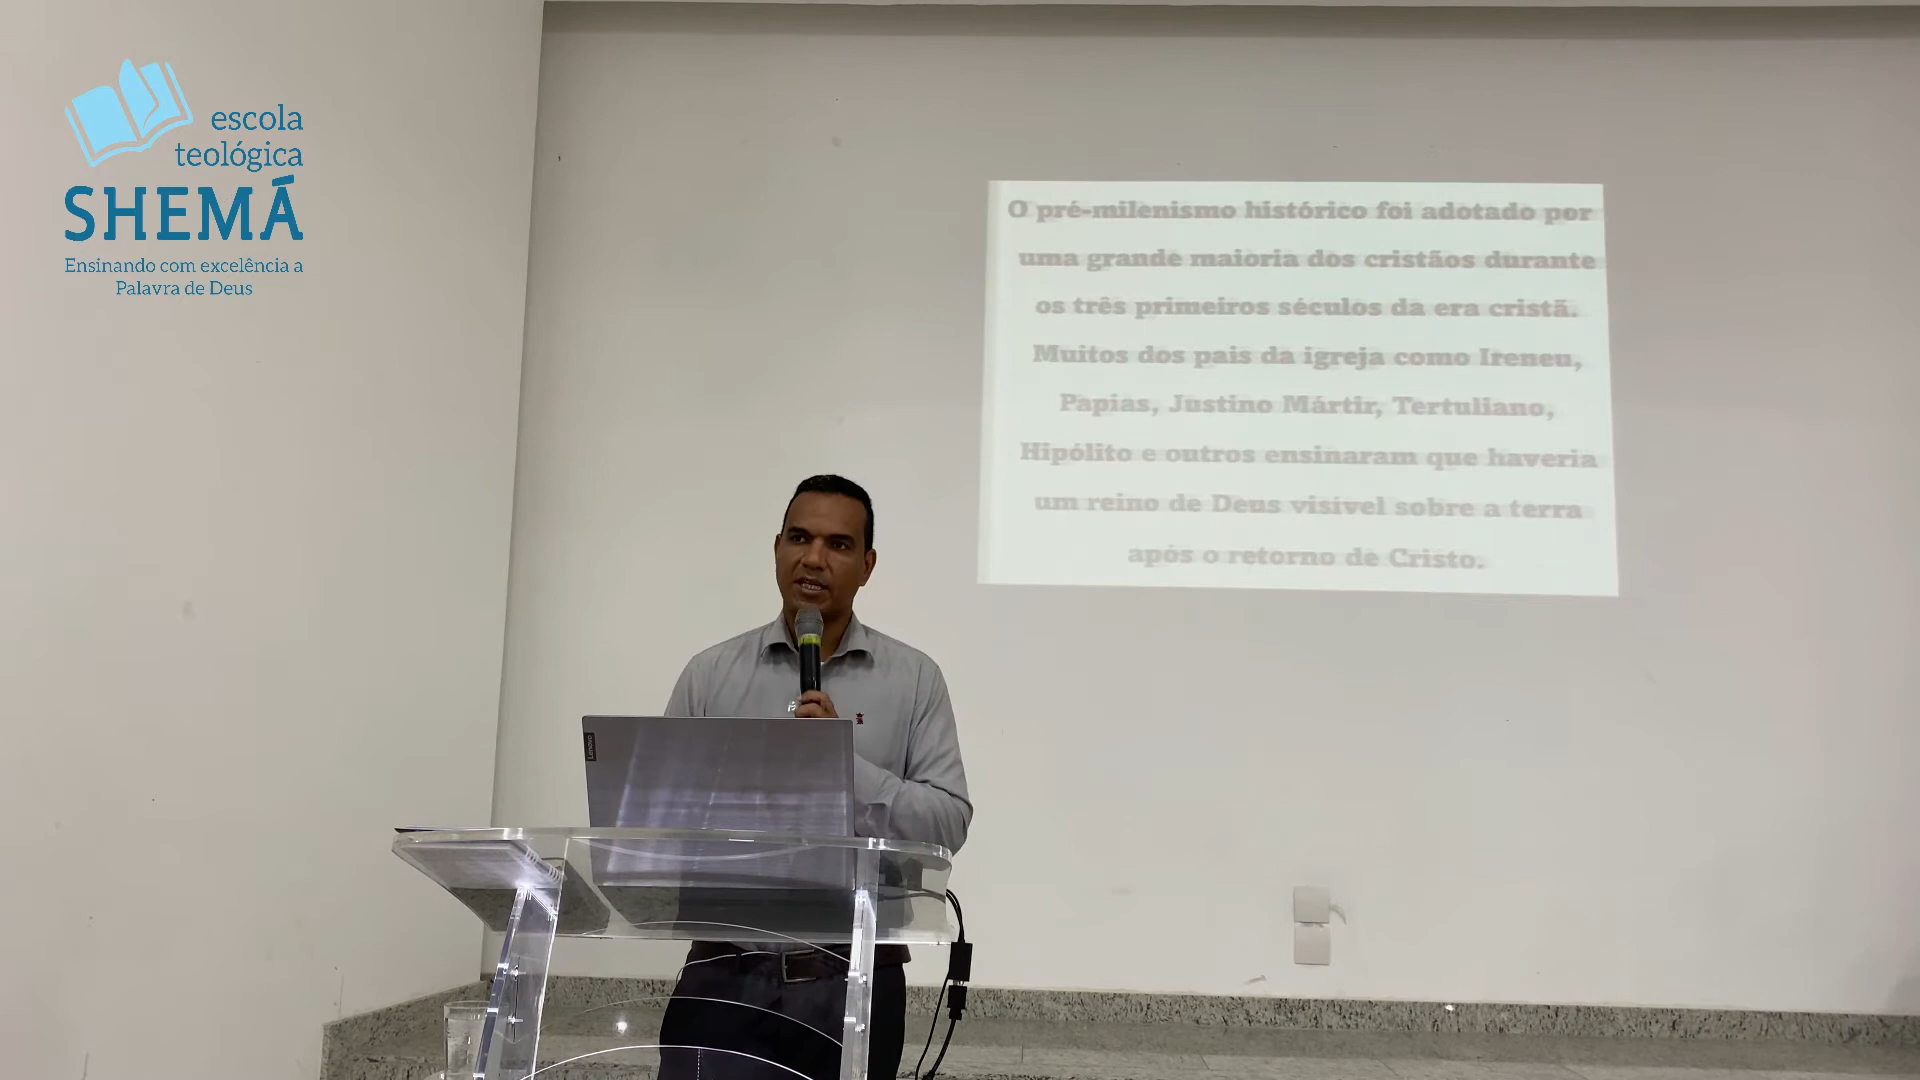 escola
teológica
SHEMÁ
Ensinando com excelência a
Palavra de Deus
O pré-milenismo histórico foi adotado por
uma grande maioria dos cristãos durante
os três primeiros séculos da era cristã.
Muitos dos pais da igreja como Ireneu,
Papias, Justino Mártir, Tertuliano,
Hipólito e outros ensinaram que haveria
um reino de Deus visível sobre a terra
após o retorno de Cristo.
Lenovo